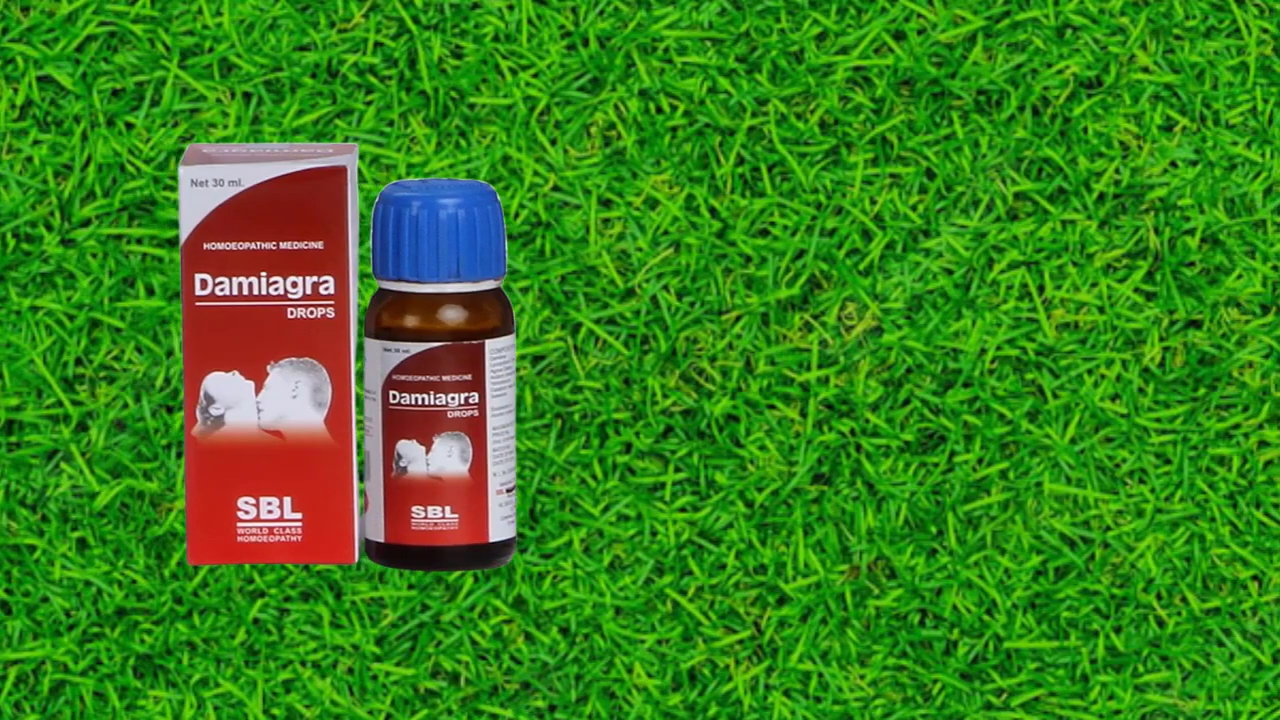 Damiagra
Net 30 ml.
HOMOEOPATHIC MEDICINE
Damiagra
DROPS
SBL
WORLD CLASS
HOMOEOPATHY
Net 30 ml.
HOMOEOPATHIC MEDICINE
Damiagra
DROPS
SBL
WORLD CLASS
HOMOEOPATHY